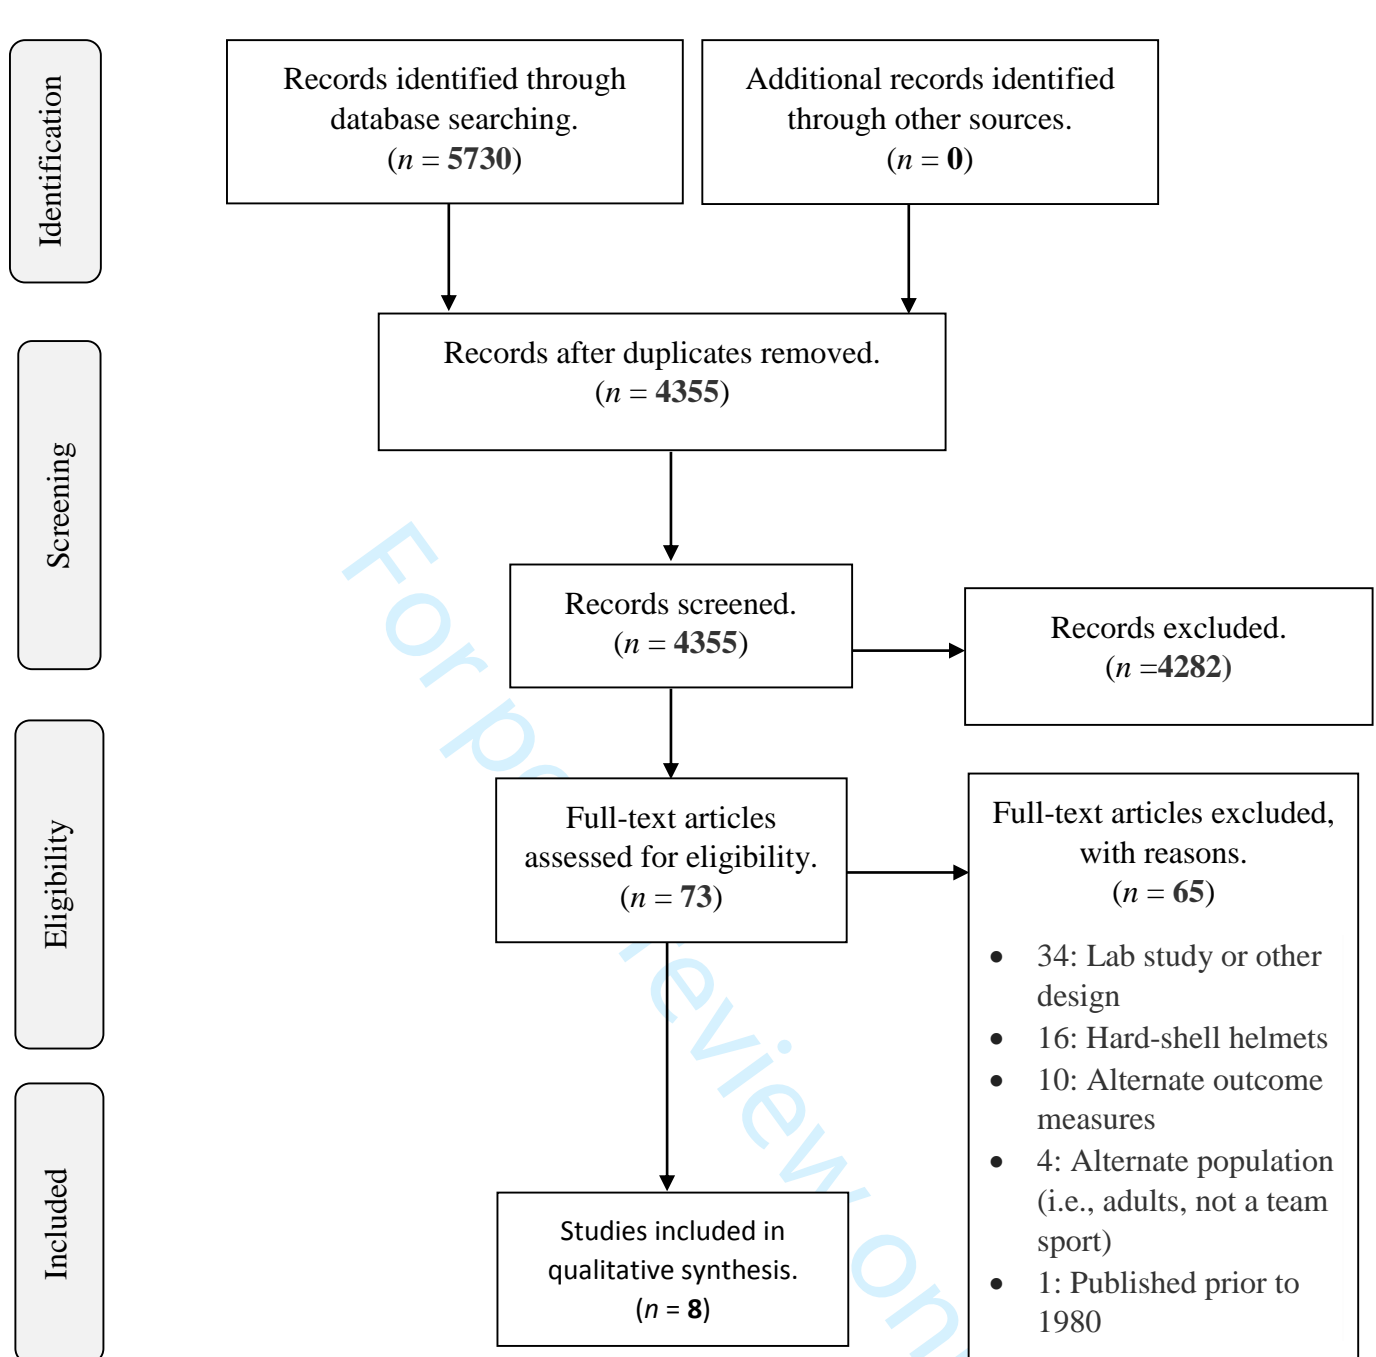 Identification
Records identified through
database searching.
(n = 5730)
Additional records identified
through other sources.
(n = 0)
Records after duplicates removed.
(n = 4355)
Screening
Records screened.
(n = 4355)
Records excluded.
(n =4282)
Eligibility
Full-text articles
assessed for eligibility.
(n = 73)
Full-text articles excluded,
with reasons.
(n = 65)
• 34: Lab study or other
design
• 16: Hard-shell helmets
• 10: Alternate outcome
measures
• 4: Alternate population
(i.e., adults, not a team
sport)
• 1: Published prior to
1980
Included
Studies included in
qualitative synthesis.
(n = 8)
For
review